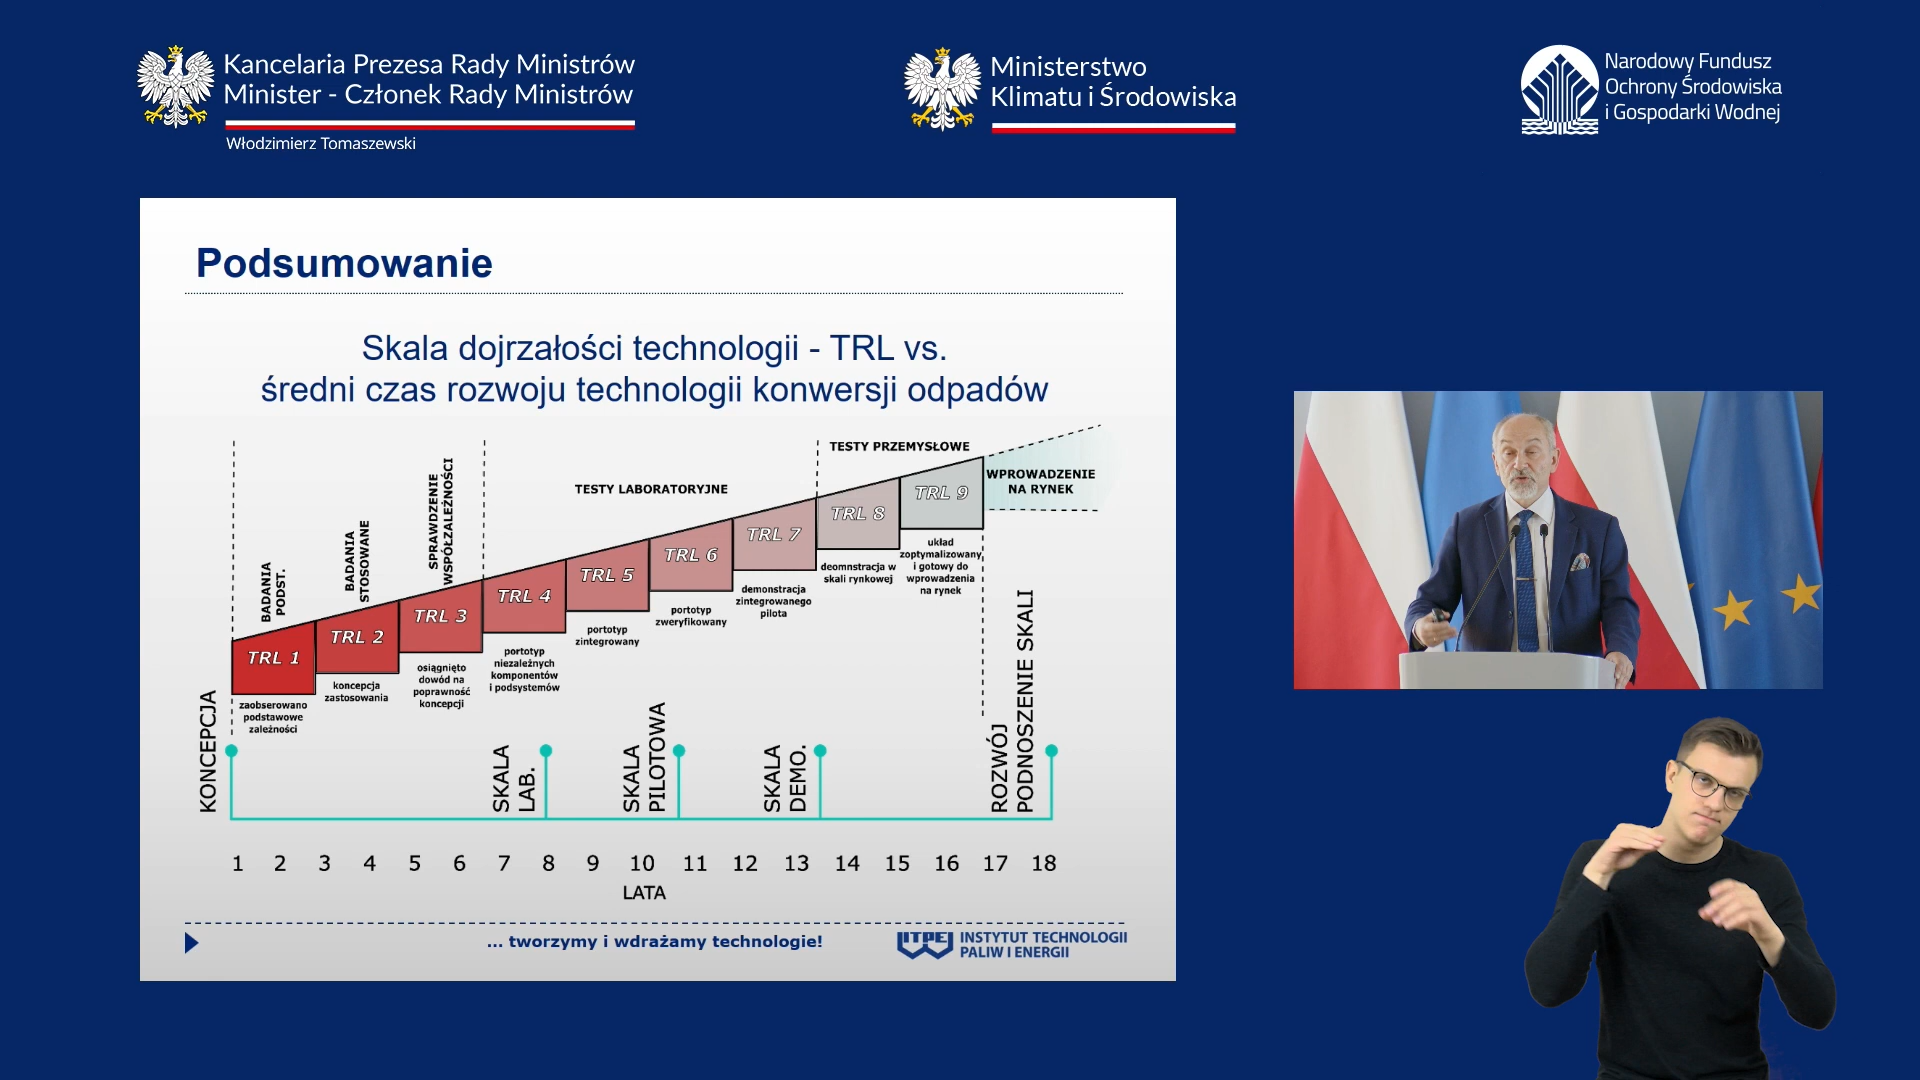 Kancelaria Prezesa Rady Ministrów
Minister - Członek Rady Ministrów
Włodzimierz Tomaszewski
Ministerstwo
Klimatu i Środowiska
Narodowy Fundusz
Ochrony Środowiska
i Gospodarki Wodnej
Podsumowanie
Skala dojrzałości technologii - TRL vs.
średni czas rozwoju technologii konwersji odpadów
BADANIA
PODST.
BADANIA
STOSOWANE
SPRAWDZENIE
WSPÓŁZALEŻNOŚCI
TESTY LABORATORYJNE
TESTY PRZEMYSŁOWE
WPROWADZENIE
NA RYNEK
TRL 1
zaobserowano
podstawowe
zależności
TRL 2
koncepcja
zastosowania
TRL 3
osiągnięto
dowód na
poprawność
koncepcji
TRL 4
portotyp
niezależnych
komponentów
i podsystemów
TRL 5
portotyp
zintegrowany
TRL 6
portotyp
zweryfikowany
TRL 7
demonstracja
zintegrowanego
pilota
TRL 8
deomnstracja w
skali rynkowej
TRL 9
układ
zoptymalizowany
i gotowy do
wprowadzenia
na rynek
KONCEPCJA
SKALA
LAB.
SKALA
PILOTOWA
SKALA
DEMO.
ROZWÓJ
PODNOSZENIE SKALI
1 2 3 4 5 6 7 8 9 10 11 12 13 14 15 16 17 18
LATA
... tworzymy i wdrażamy technologie!
ITPE
INSTYTUT TECHNOLOGII
PALIW I ENERGII